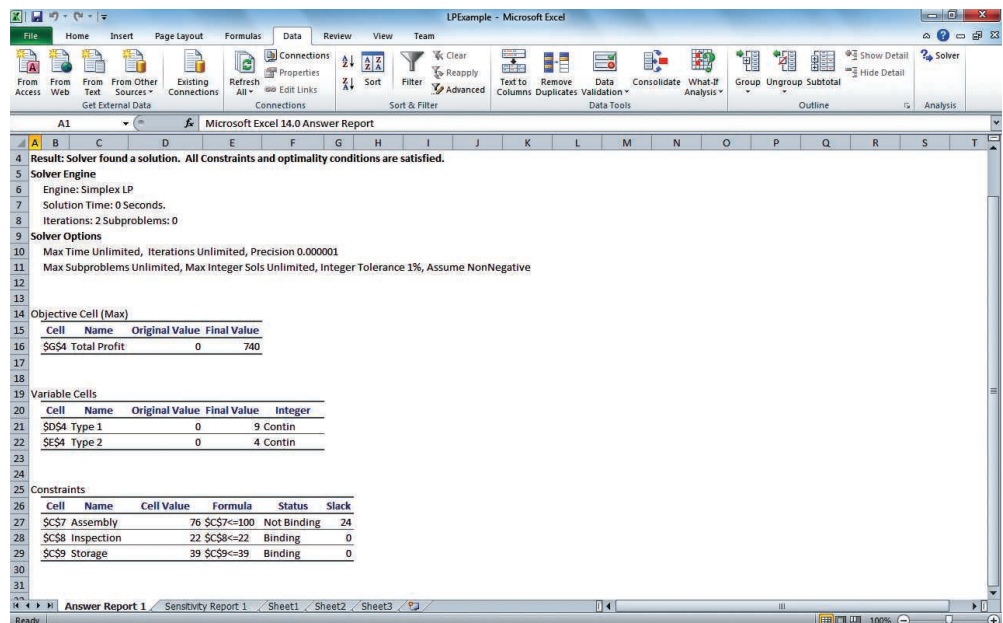 LPExample - Microsoft Excel
File Home Insert Page Layout Formulas Data Review View Team
From Access From Web From Text From Other Sources Existing Connections
Get External Data
Refresh All Connections Properties Edit Links
Connections
Sort Filter Clear Reapply Advanced
Sort & Filter
Text to Columns Remove Duplicates Data Validation Consolidate What-If Analysis
Data Tools
Group Ungroup Subtotal Show Detail Hide Detail
Outline
Solver
Analysis
A1 fx Microsoft Excel 14.0 Answer Report
A B C D E F G H I J K L M N O P Q R S T
4 Result: Solver found a solution. All Constraints and optimality conditions are satisfied.
5 Solver Engine
6 Engine: Simplex LP
7 Solution Time: 0 Seconds.
8 Iterations: 2 Subproblems: 0
9 Solver Options
10 Max Time Unlimited, Iterations Unlimited, Precision 0.000001
11 Max Subproblems Unlimited, Max Integer Sols Unlimited, Integer Tolerance 1%, Assume NonNegative
12
13
14 Objective Cell (Max)
15 Cell Name Original Value Final Value
16 $G$4 Total Profit 0 740
17
18
19 Variable Cells
20 Cell Name Original Value Final Value Integer
21 $D$4 Type 1 0 9 Contin
22 $E$4 Type 2 0 4 Contin
23
24
25 Constraints
26 Cell Name Cell Value Formula Status Slack
27 $C$7 Assembly 76 $C$7<=100 Not Binding 24
28 $C$8 Inspection 22 $C$8<=22 Binding 0
29 $C$9 Storage 39 $C$9<=39 Binding 0
30
31
Answer Report 1 Sensitivity Report 1 Sheet1 Sheet2 Sheet3
Ready 100%